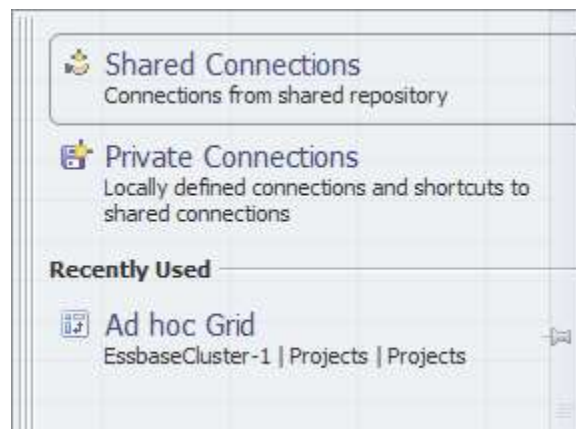 Shared Connections
Connections from shared repository
Private Connections
Locally defined connections and shortcuts to
shared connections
Recently Used
Ad hoc Grid
EssbaseCluster-1 | Projects | Projects